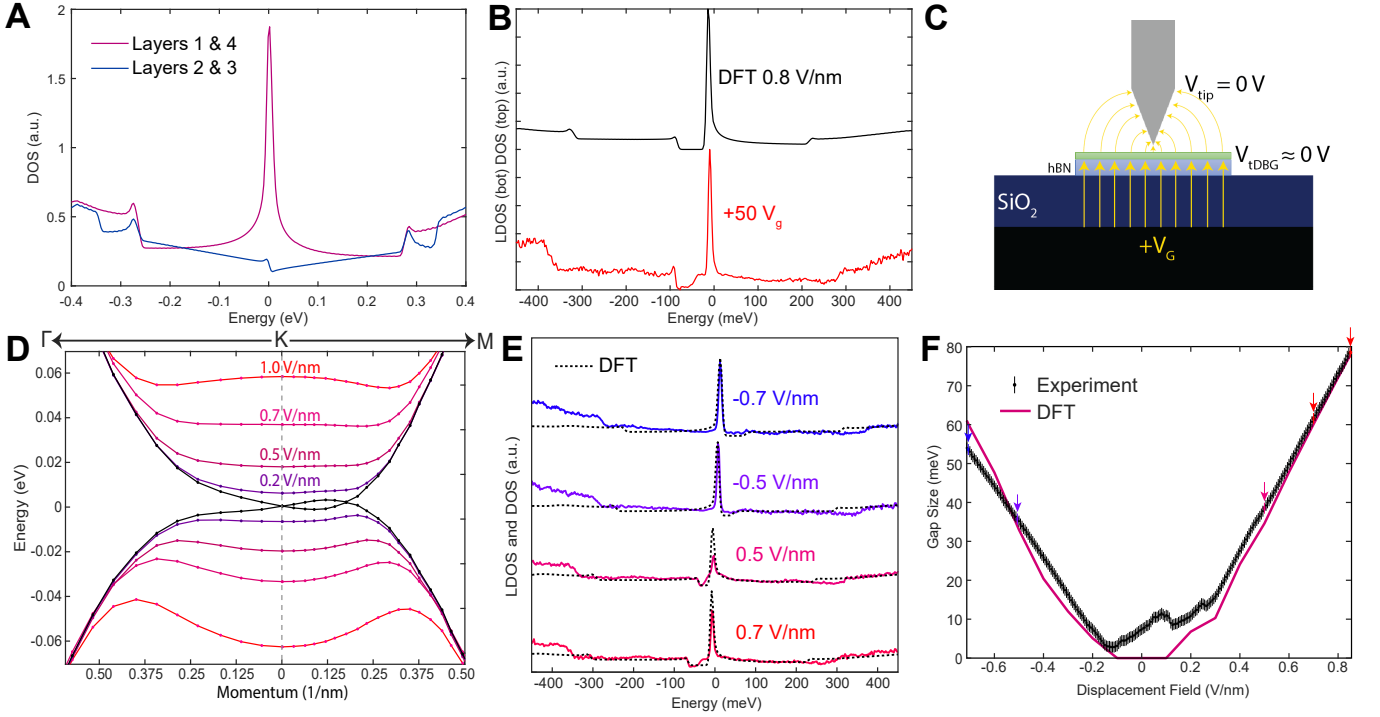 A
Layers 1 & 4
Layers 2 & 3
DOS (a.u.)
2
1.5
1
0.5
0
-0.4
-0.3
-0.2
-0.1
0
0.1
0.2
0.3
0.4
Energy (eV)
B
DFT 0.8 V/nm
+50 Vg
LDOS (bot) DOS (top) (a.u.)
-400
-300
-200
-100
0
100
200
300
400
Energy (meV)
C
Vtip = 0 V
VtDBG ≈ 0 V
hBN
SiO2
+VG
D
Γ
K
M
1.0 V/nm
0.7 V/nm
0.5 V/nm
0.2 V/nm
Energy (eV)
0.06
0.04
0.02
0
-0.02
-0.04
-0.06
0.50
0.375
0.25
0.125
0
0.125
0.25
0.375
0.50
Momentum (1/nm)
E
DFT
-0.7 V/nm
-0.5 V/nm
0.5 V/nm
0.7 V/nm
LDOS and DOS (a.u.)
-400
-300
-200
-100
0
100
200
300
400
Energy (meV)
F
Experiment
DFT
Gap Size (meV)
80
70
60
50
40
30
20
10
0
-0.6
-0.4
-0.2
0
0.2
0.4
0.6
0.8
Displacement Field (V/nm)